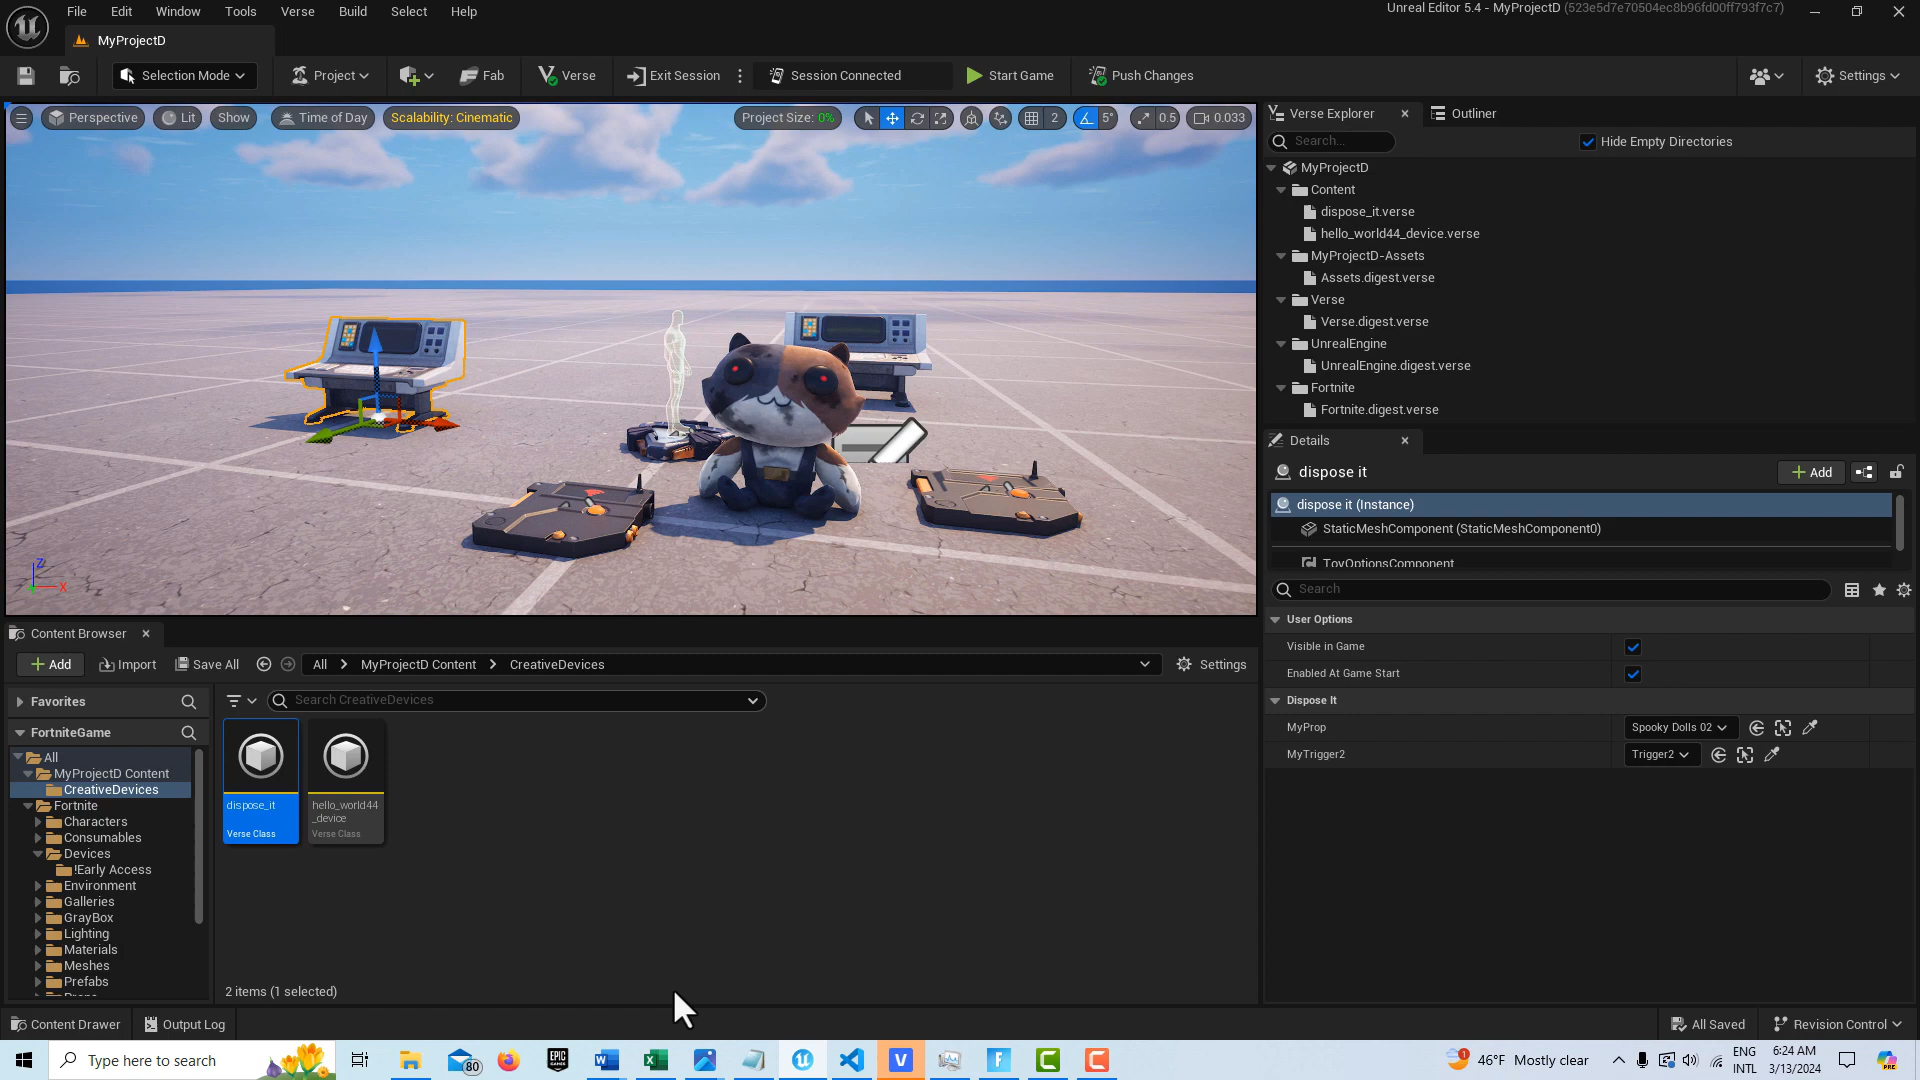 File Edit Window Tools Verse Build Select Help
Unreal Editor 5.4 - MyProjectD (523e5d7e70504ec8b96fd00ff793f7c7)
MyProjectD
Selection Mode
Project
Fab
Verse
Exit Session
Session Connected
Start Game
Push Changes
Settings
Perspective
Lit
Show
Time of Day
Scalability: Cinematic
Project Size: 0%
2
5°
0.5
0.033
Z
X
Verse Explorer
Outliner
Search...
Hide Empty Directories
MyProjectD
Content
dispose_it.verse
hello_world44_device.verse
MyProjectD-Assets
Assets.digest.verse
Verse
Verse.digest.verse
UnrealEngine
UnrealEngine.digest.verse
Fortnite
Fortnite.digest.verse
Details
dispose it
Add
dispose it (Instance)
StaticMeshComponent (StaticMeshComponent0)
ToyOptionsComponent
Search
User Options
Visible in Game
Enabled At Game Start
Dispose It
MyProp
Spooky Dolls 02
MyTrigger2
Trigger2
Content Browser
Add
Import
Save All
All
MyProjectD Content
CreativeDevices
Settings
Favorites
Search CreativeDevices
FortniteGame
All
MyProjectD Content
CreativeDevices
Fortnite
Characters
Consumables
Devices
!Early Access
Environment
Galleries
GrayBox
Lighting
Materials
Meshes
Prefabs
dispose_it
Verse Class
hello_world44
_device
Verse Class
2 items (1 selected)
Content Drawer
Output Log
All Saved
Revision Control
Type here to search
80
EPIC
GAMES
1
46°F Mostly clear
ENG
INTL
6:24 AM
3/13/2024
PRE